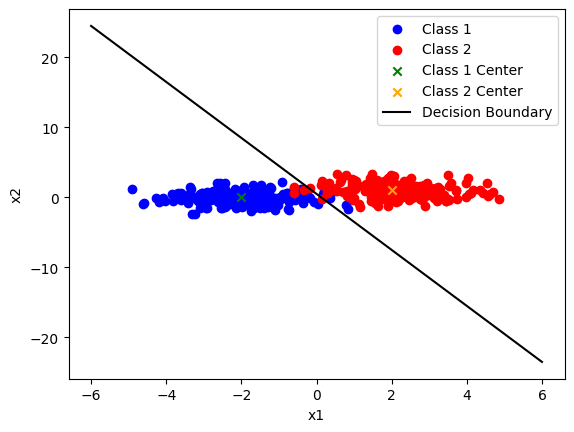 Class 1
Class 2
Class 1 Center
Class 2 Center
Decision Boundary
20
10
0
−10
−20
x2
−6
−4
−2
0
2
4
6
x1